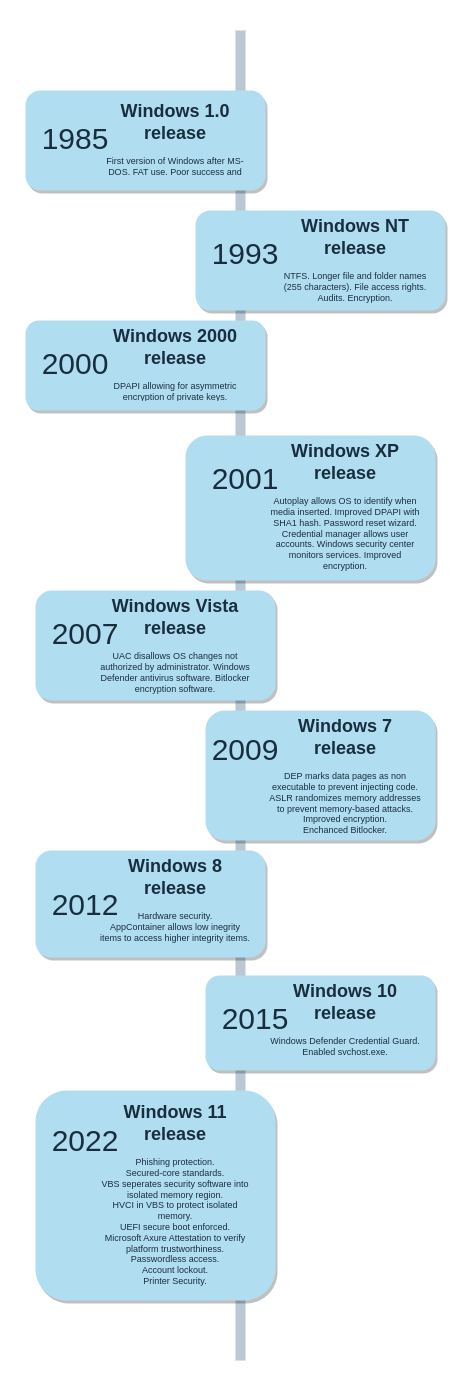 Windows 1.0
release
1985
First version of Windows after MS-
DOS. FAT use. Poor success and
Windows NT
release
1993
NTFS. Longer file and folder names
(255 characters). File access rights.
Audits. Encryption.
Windows 2000
release
2000
DPAPI allowing for asymmetric
encryption of private keys.
Windows XP
release
2001
Autoplay allows OS to identify when
media inserted. Improved DPAPI with
SHA1 hash. Password reset wizard.
Credential manager allows user
accounts. Windows security center
monitors services. Improved
encryption.
Windows Vista
release
2007
UAC disallows OS changes not
authorized by administrator. Windows
Defender antivirus software. Bitlocker
encryption software.
Windows 7
release
2009
DEP marks data pages as non
executable to prevent injecting code.
ASLR randomizes memory addresses
to prevent memory-based attacks.
Improved encryption.
Enchanced Bitlocker.
Windows 8
release
2012
Hardware security.
AppContainer allows low inegrity
items to access higher integrity items.
Windows 10
release
2015
Windows Defender Credential Guard.
Enabled svchost.exe.
Windows 11
release
2022
Phishing protection.
Secured-core standards.
VBS seperates security software into
isolated memory region.
HVCI in VBS to protect isolated
memory.
UEFI secure boot enforced.
Microsoft Axure Attestation to verify
platform trustworthiness.
Passwordless access.
Account lockout.
Printer Security.